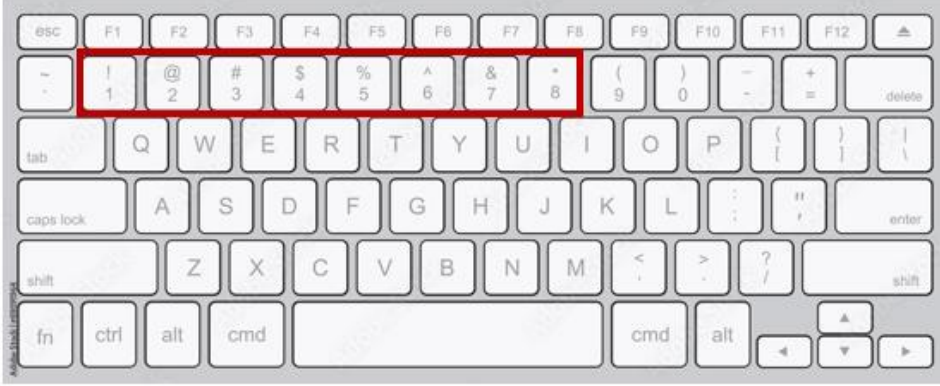 esc F1 F2 F3 F4 F5 F6 F7 F8 F9 F10 F11 F12
~ ! @ # $ % ^ & * ( ) — +
` 1 2 3 4 5 6 7 8 9 0 - = delete
tab Q W E R T Y U I O P { } |
[ ] \
caps lock A S D F G H J K L : " enter
; '
shift Z X C V B N M < > ? shift
, . /
fn ctrl alt cmd cmd alt